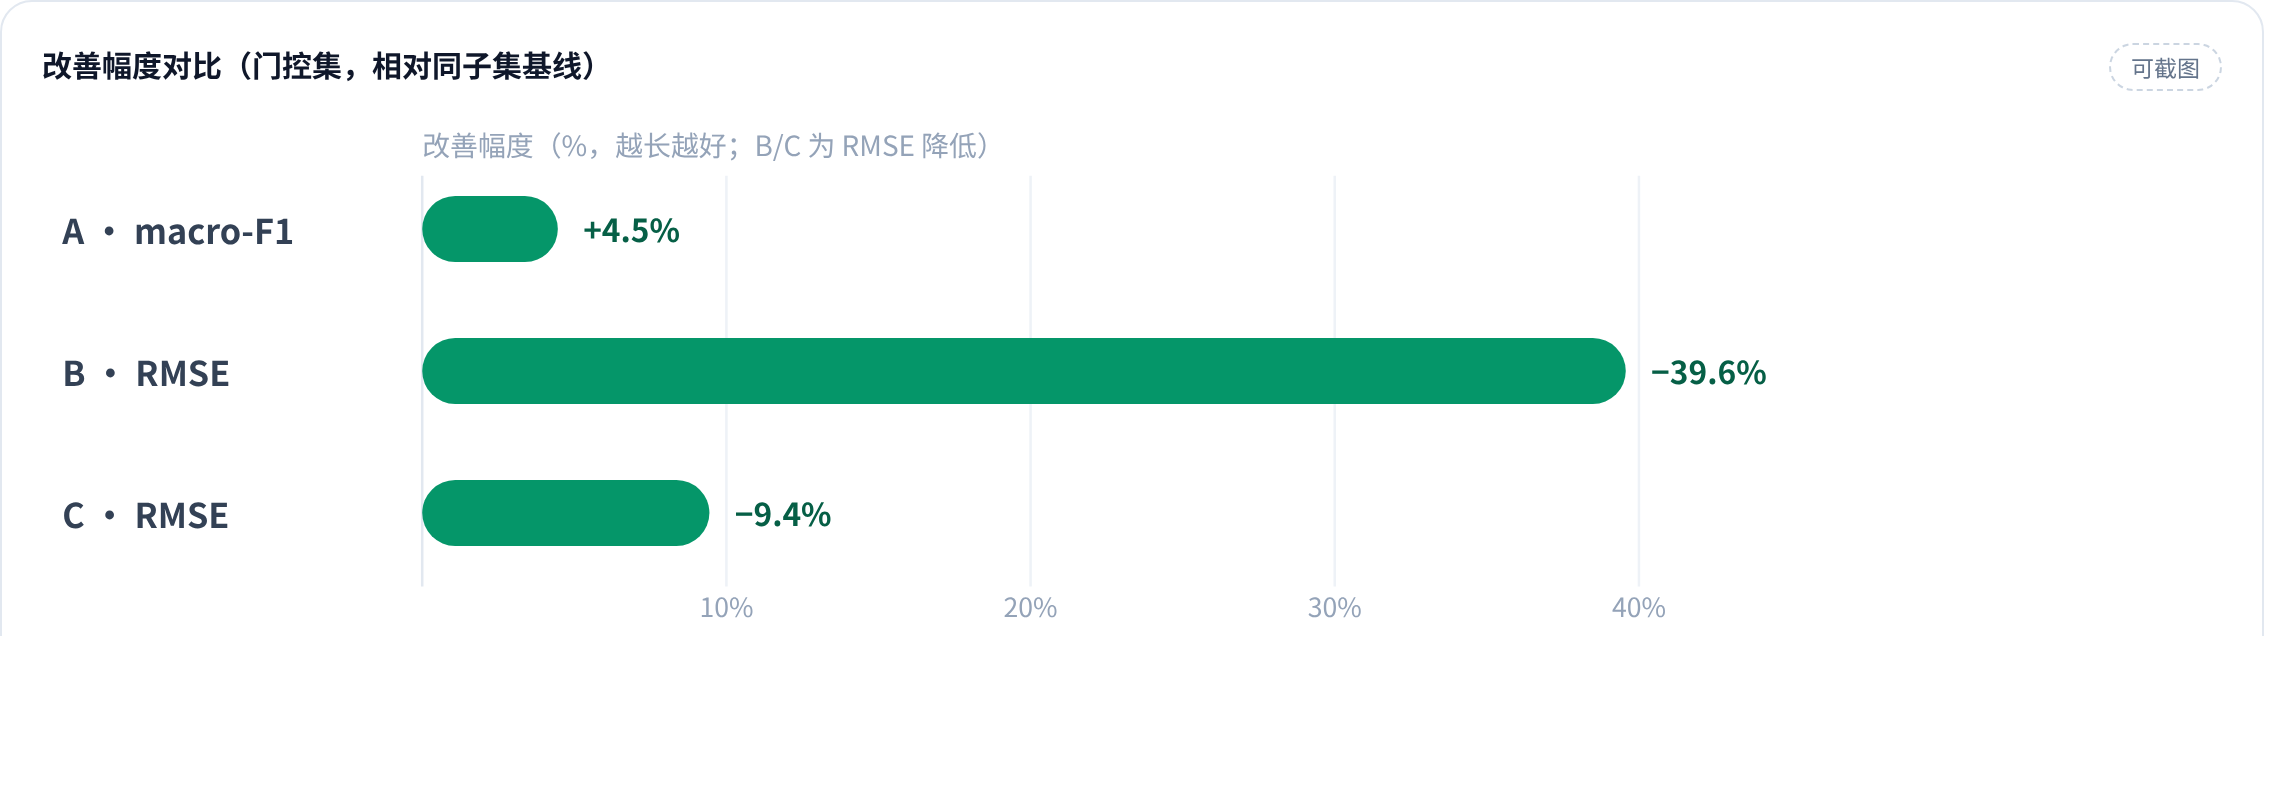 改善幅度对比（门控集，相对同子集基线）
可截图
改善幅度（%，越长越好；B/C 为 RMSE 降低）
A · macro-F1
+4.5%
B · RMSE
−39.6%
C · RMSE
−9.4%
10% 20% 30% 40%